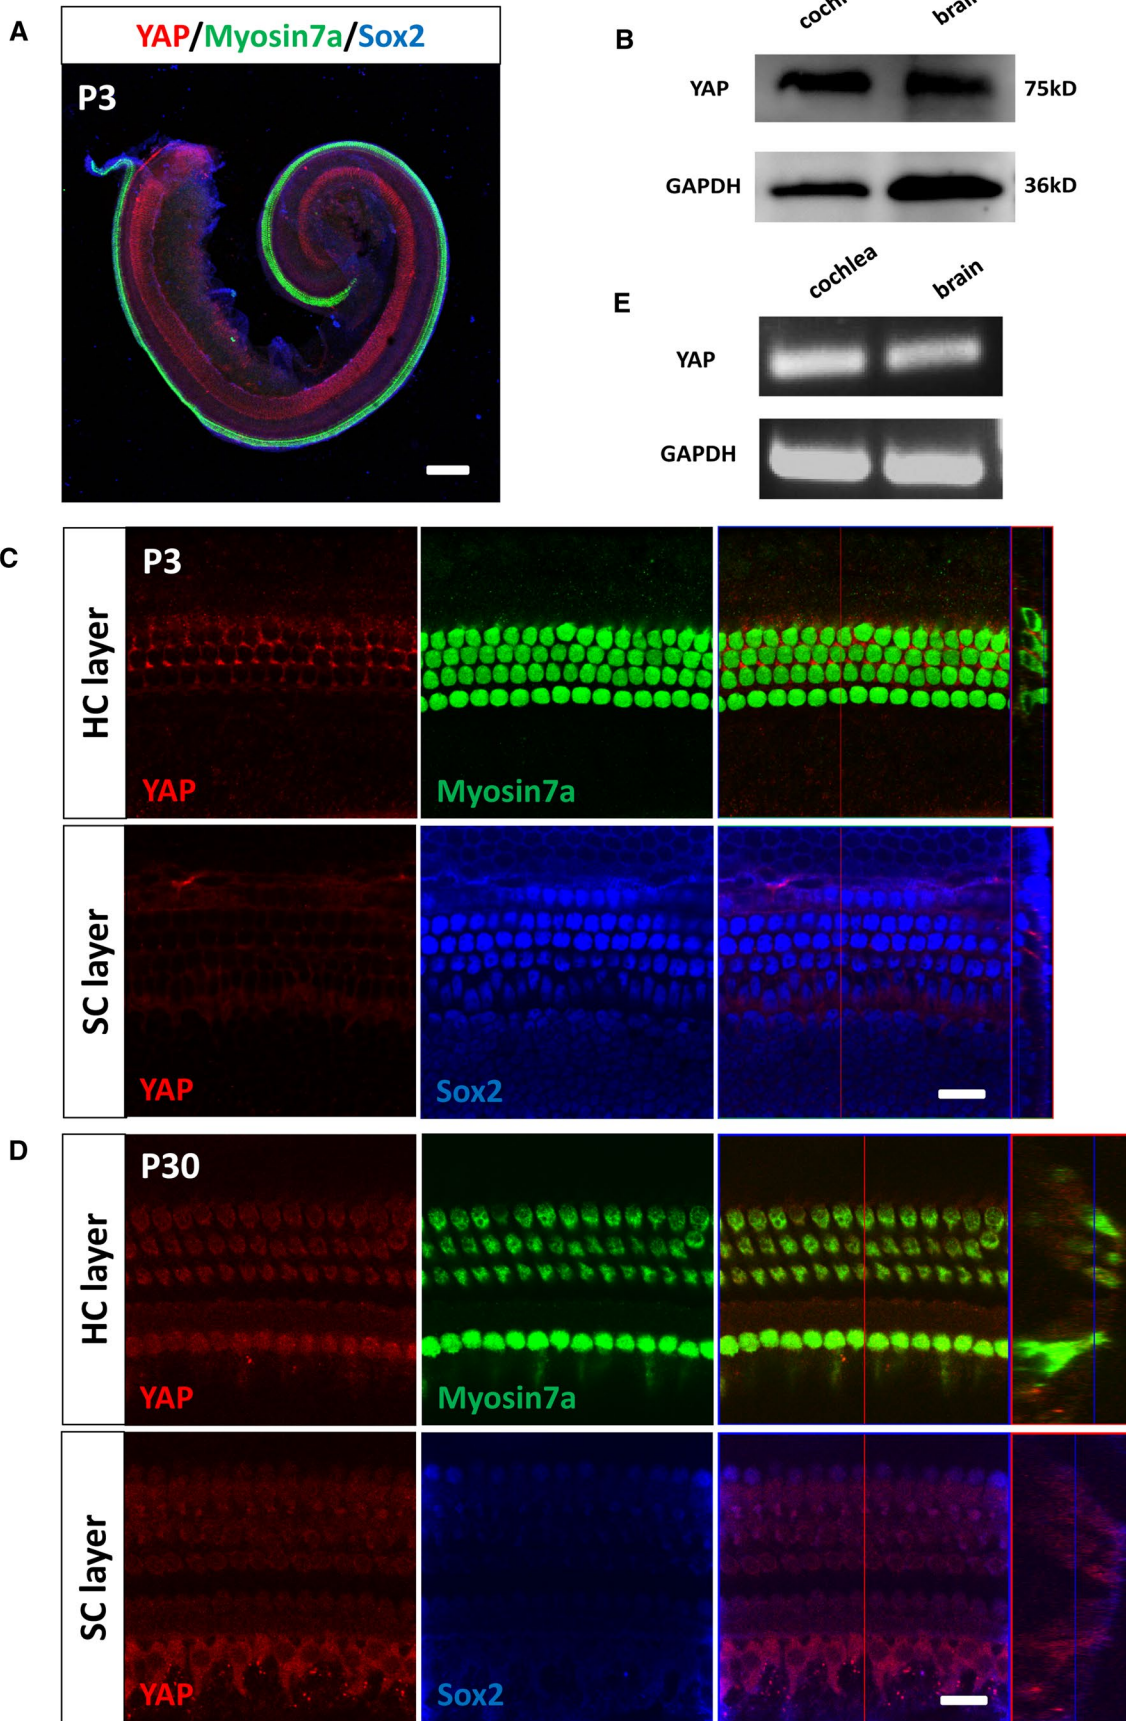 A
YAP/Myosin7a/Sox2
P3
B
YAP
75kD
GAPDH
36kD
cochlea
brain
E
YAP
GAPDH
C
HC layer
P3
YAP
Myosin7a
SC layer
YAP
Sox2
D
HC layer
P30
YAP
Myosin7a
SC layer
YAP
Sox2